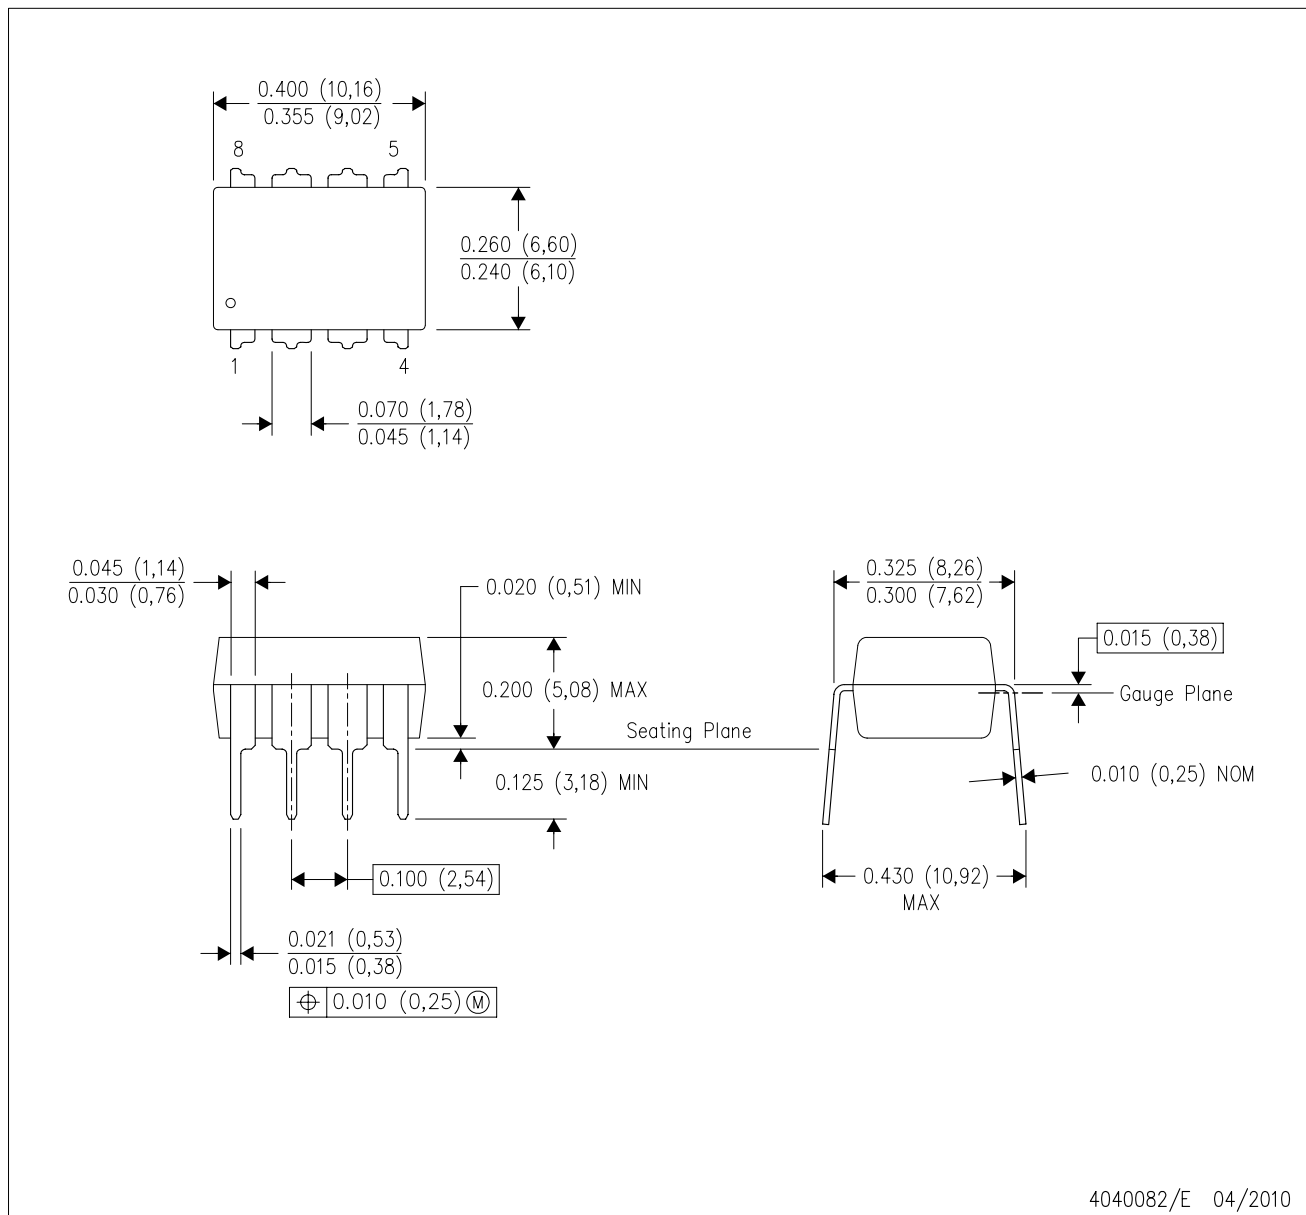 0.400 (10,16)
0.355 (9,02)
8
5
0.260 (6,60)
0.240 (6,10)
1
4
0.070 (1,78)
0.045 (1,14)
0.045 (1,14)
0.030 (0,76)
0.020 (0,51) MIN
0.325 (8,26)
0.300 (7,62)
0.015 (0,38)
0.200 (5,08) MAX
Gauge Plane
Seating Plane
0.125 (3,18) MIN
0.010 (0,25) NOM
0.100 (2,54)
0.430 (10,92)
MAX
0.021 (0,53)
0.015 (0,38)
⌖ 0.010 (0,25) Ⓜ
4040082/E 04/2010